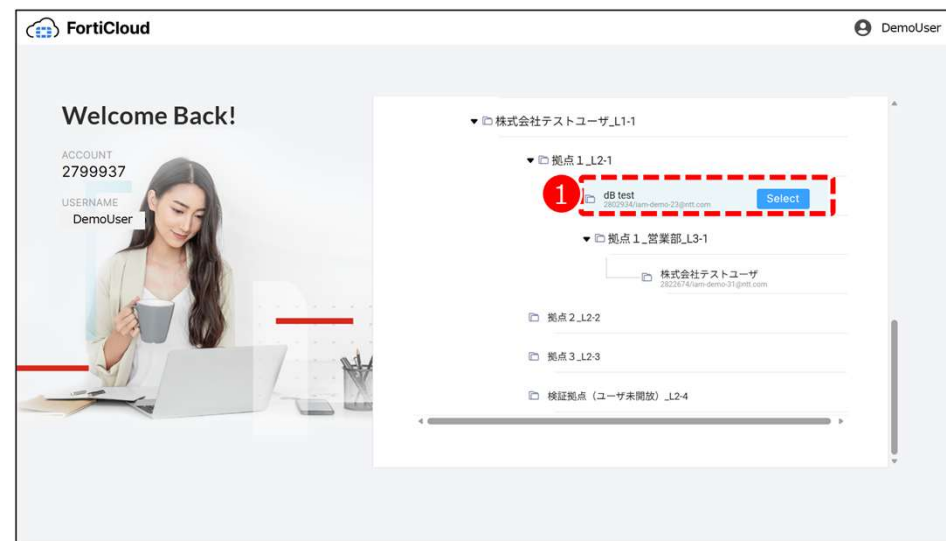 FortiCloud
DemoUser
Welcome Back!
ACCOUNT
2799937
USERNAME
DemoUser
株式会社テストユーザ_L1-1
拠点１_L2-1
1
dB test
2802934/iam-demo-23@ntt.com
Select
拠点１_営業部_L3-1
株式会社テストユーザ
2822674/iam-demo-31@ntt.com
拠点２_L2-2
拠点３_L2-3
検証拠点（ユーザ未開放）_L2-4